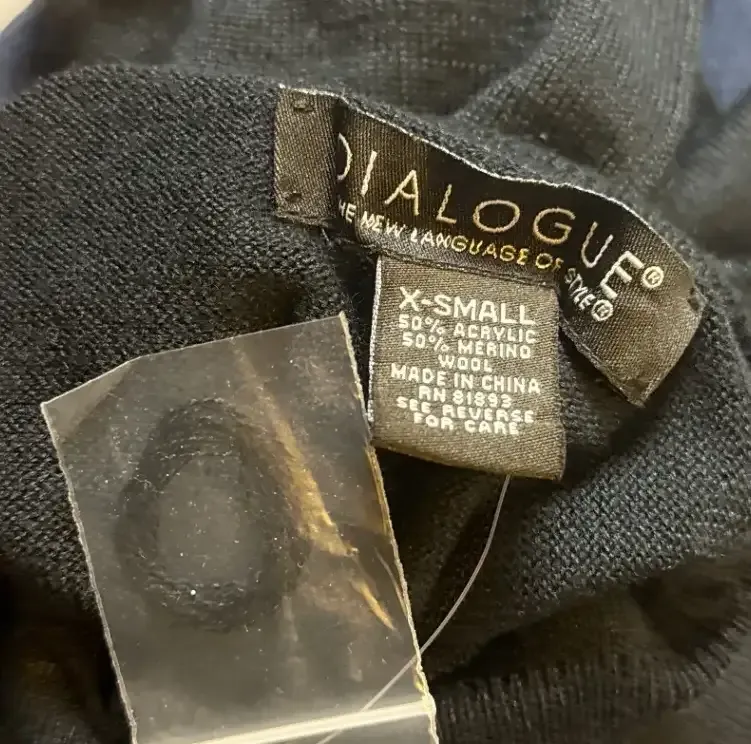 DIALOGUE®
THE NEW LANGUAGE OF STYLE®
X-SMALL
50% ACRYLIC
50% MERINO
WOOL
MADE IN CHINA
RN 81893
SEE REVERSE
FOR CARE